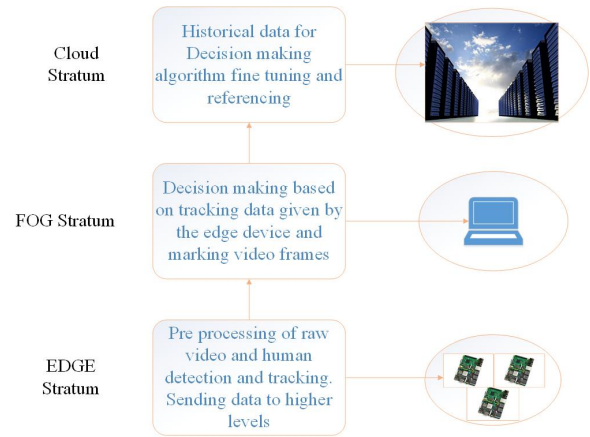 Cloud
Stratum
Historical data for
Decision making
algorithm fine tuning and
referencing
FOG Stratum
Decision making based
on tracking data given by
the edge device and
marking video frames
EDGE
Stratum
Pre processing of raw
video and human
detection and tracking.
Sending data to higher
levels